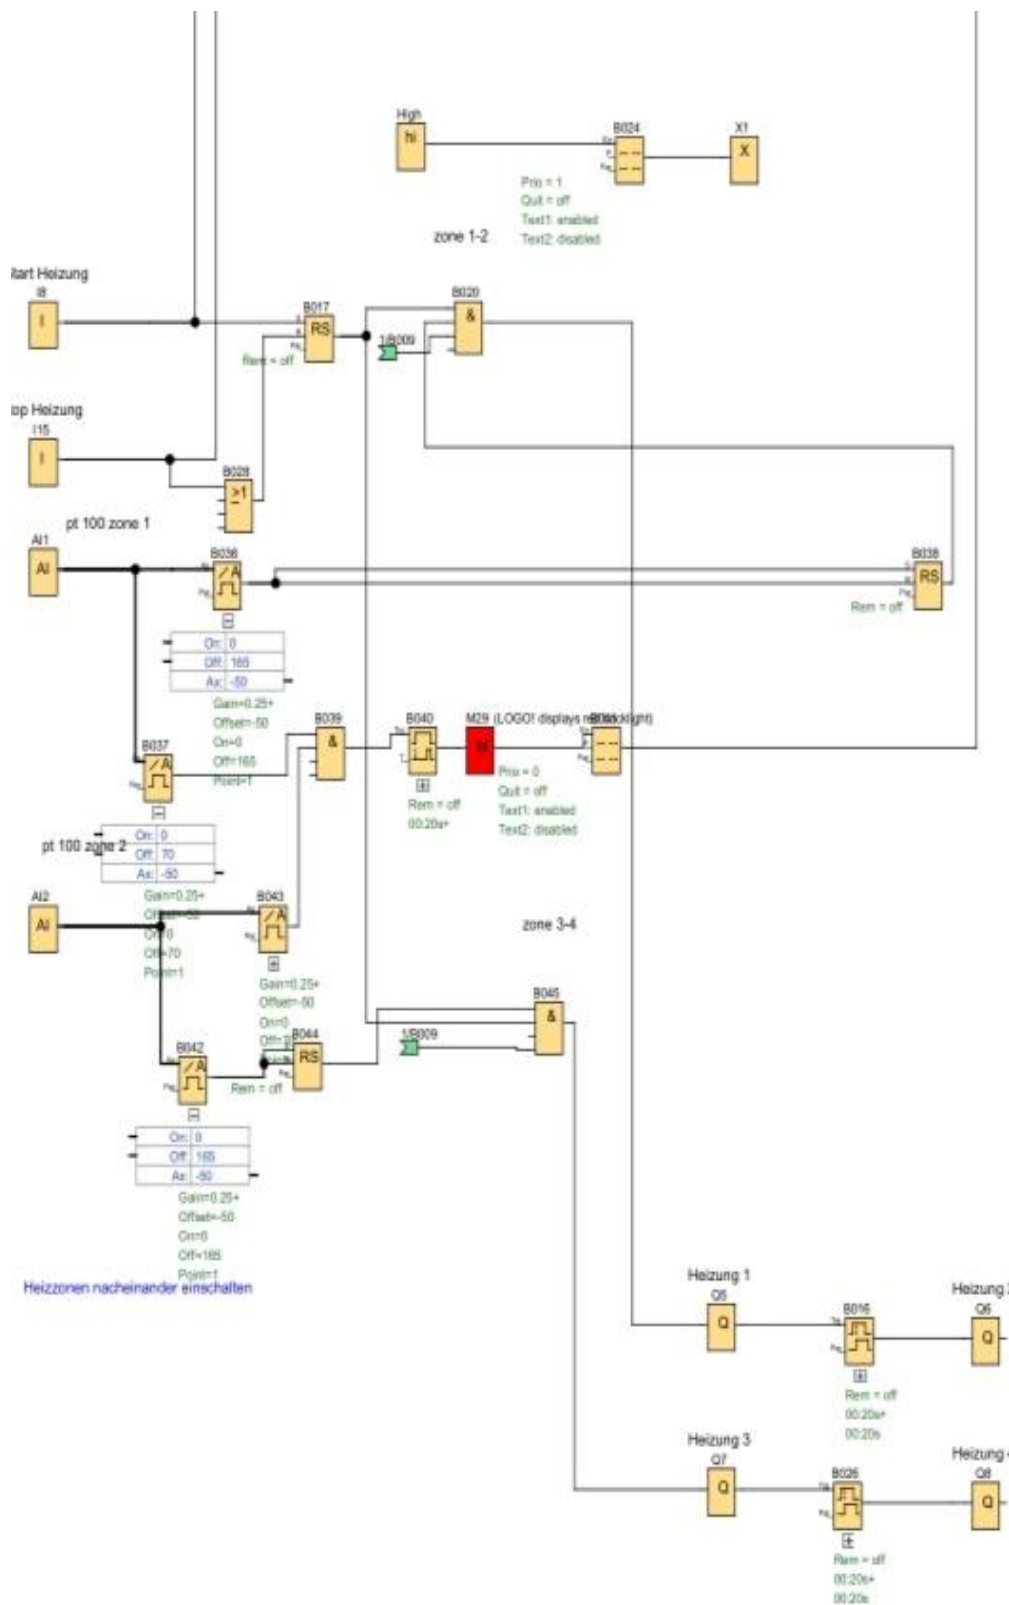 High
hi
B024
X1
X
Prio = 1
Quit = off
Text1: enabled
Text2: disabled
zone 1-2
tart Heizung
I8
I
B017
RS
Rem = off
B020
&
1/B009
op Heizung
I15
I
B028
>1
pt 100 zone 1
AI1
AI
B036
/A
B038
RS
Rem = off
On: 0
Off: 165
Ax: -50
Gain=0.25+
Offset=-50
On=0
Off=165
Point=1
B039
&
B040
Rem = off
00:20s+
M29 (LOGO! displays
Prio = 0
Quit = off
Text1: enabled
Text2: disabled
B037
/A
On: 0
Off: 70
Ax: -50
Gain=0.25+
Off=70
Point=1
pt 100 zone 2
AI2
AI
B043
/A
Gain=0.25+
Offset=-50
On=0
zone 3-4
B045
&
1/B009
B044
RS
Rem = off
B042
/A
On: 0
Off: 165
Ax: -50
Gain=0.25+
Offset=-50
On=0
Off=165
Point=1
Heizzonen nacheinander einschalten
Heizung 1
Q5
Q
B016
Rem = off
00:20s+
00:20s
Heizung
Q6
Q
Heizung 3
Q7
Q
B026
Rem = off
00:20s+
00:20s
Heizung
Q8
Q